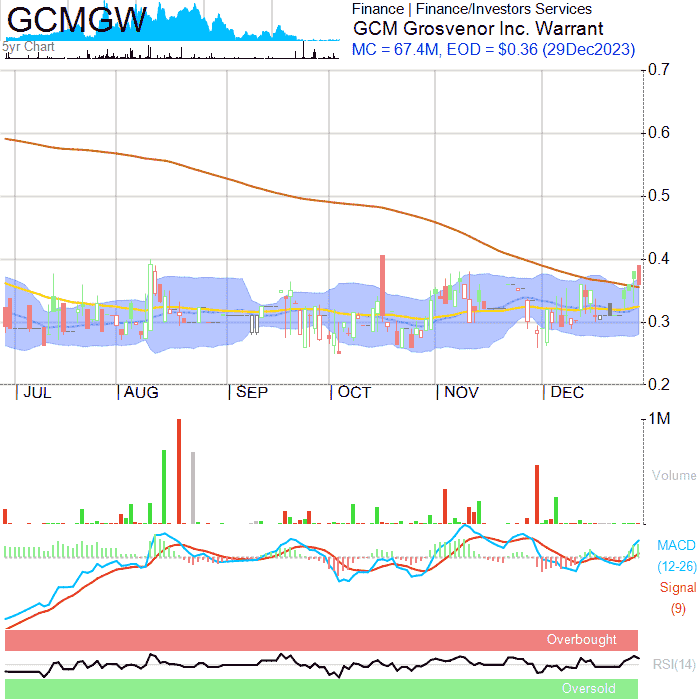 GCMGW
5yr Chart
Finance | Finance/Investors Services
GCM Grosvenor Inc. Warrant
MC = 67.4M, EOD = $0.36 (29Dec2023)
0.7
0.6
0.5
0.4
0.3
0.2
JUL AUG SEP OCT NOV DEC
1M
Volume
MACD
(12-26)
Signal
(9)
Overbought
RSI(14)
Oversold